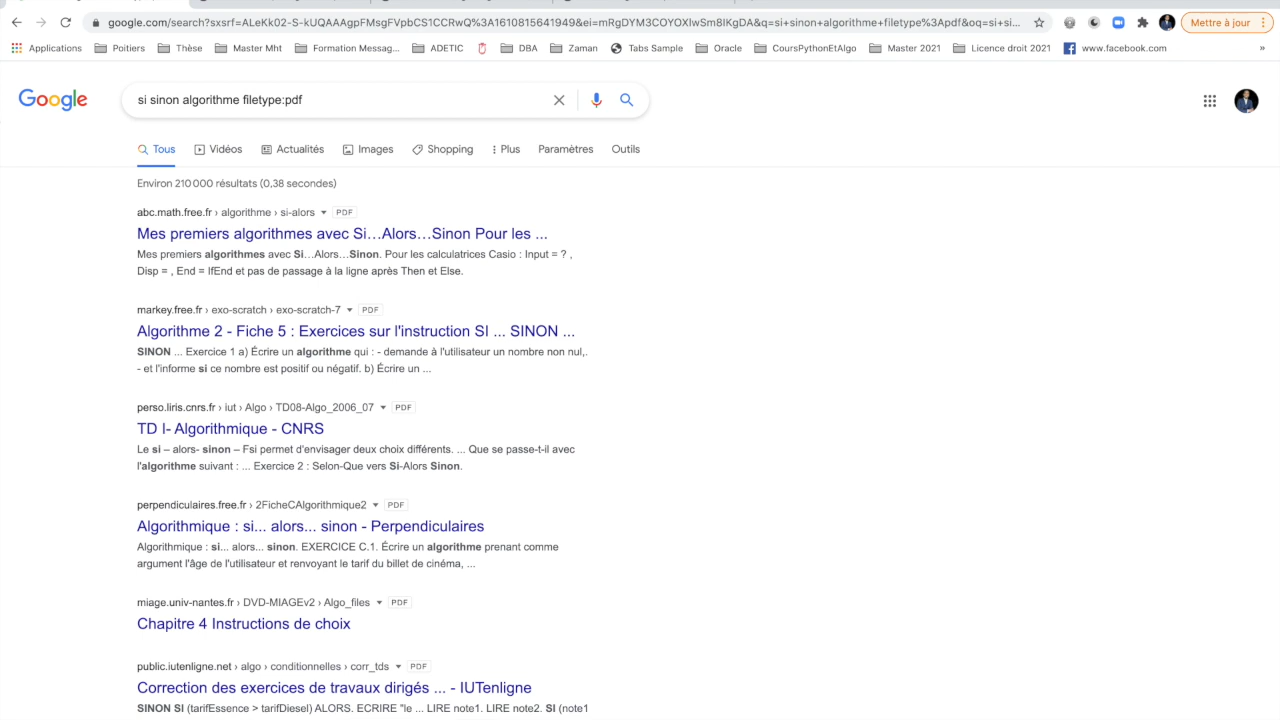 google.com/search?sxsrf=ALeKk02-S-kUQAAAgpFMsgFVpbCS1CCRwQ%3A1610815641949&ei=mRgDYM3COYOXIwSm8IKgDA&q=si+sinon+algorithme+filetype%3Apdf&oq=si+si...
Mettre à jour
Applications Poitiers Thèse Master Mht Formation Messag... ADETIC DBA Zaman Tabs Sample Oracle CoursPythonEtAlgo Master 2021 Licence droit 2021 www.facebook.com »
Google
si sinon algorithme filetype:pdf
Tous Vidéos Actualités Images Shopping Plus Paramètres Outils
Environ 210 000 résultats (0,38 secondes)
abc.math.free.fr › algorithme › si-alors PDF
Mes premiers algorithmes avec Si…Alors…Sinon Pour les ...
Mes premiers algorithmes avec Si…Alors…Sinon. Pour les calculatrices Casio : Input = ? ,
Disp = , End = IfEnd et pas de passage à la ligne après Then et Else.
markey.free.fr › exo-scratch › exo-scratch-7 PDF
Algorithme 2 - Fiche 5 : Exercices sur l'instruction SI ... SINON ...
SINON ... Exercice 1 a) Écrire un algorithme qui : - demande à l'utilisateur un nombre non nul,.
- et l'informe si ce nombre est positif ou négatif. b) Écrire un ...
perso.liris.cnrs.fr › iut › Algo › TD08-Algo_2006_07 PDF
TD I- Algorithmique - CNRS
Le si – alors- sinon – Fsi permet d'envisager deux choix différents. ... Que se passe-t-il avec
l'algorithme suivant : ... Exercice 2 : Selon-Que vers Si-Alors Sinon.
perpendiculaires.free.fr › 2FicheCAlgorithmique2 PDF
Algorithmique : si... alors... sinon - Perpendiculaires
Algorithmique : si... alors... sinon. EXERCICE C.1. Écrire un algorithme prenant comme
argument l'âge de l'utilisateur et renvoyant le tarif du billet de cinéma, ...
miage.univ-nantes.fr › DVD-MIAGEv2 › Algo_files PDF
Chapitre 4 Instructions de choix
public.iutenligne.net › algo › conditionnelles › corr_tds PDF
Correction des exercices de travaux dirigés ... - IUTenligne
SINON SI (tarifEssence > tarifDiesel) ALORS. ECRIRE "le ... LIRE note1. LIRE note2. SI (note1